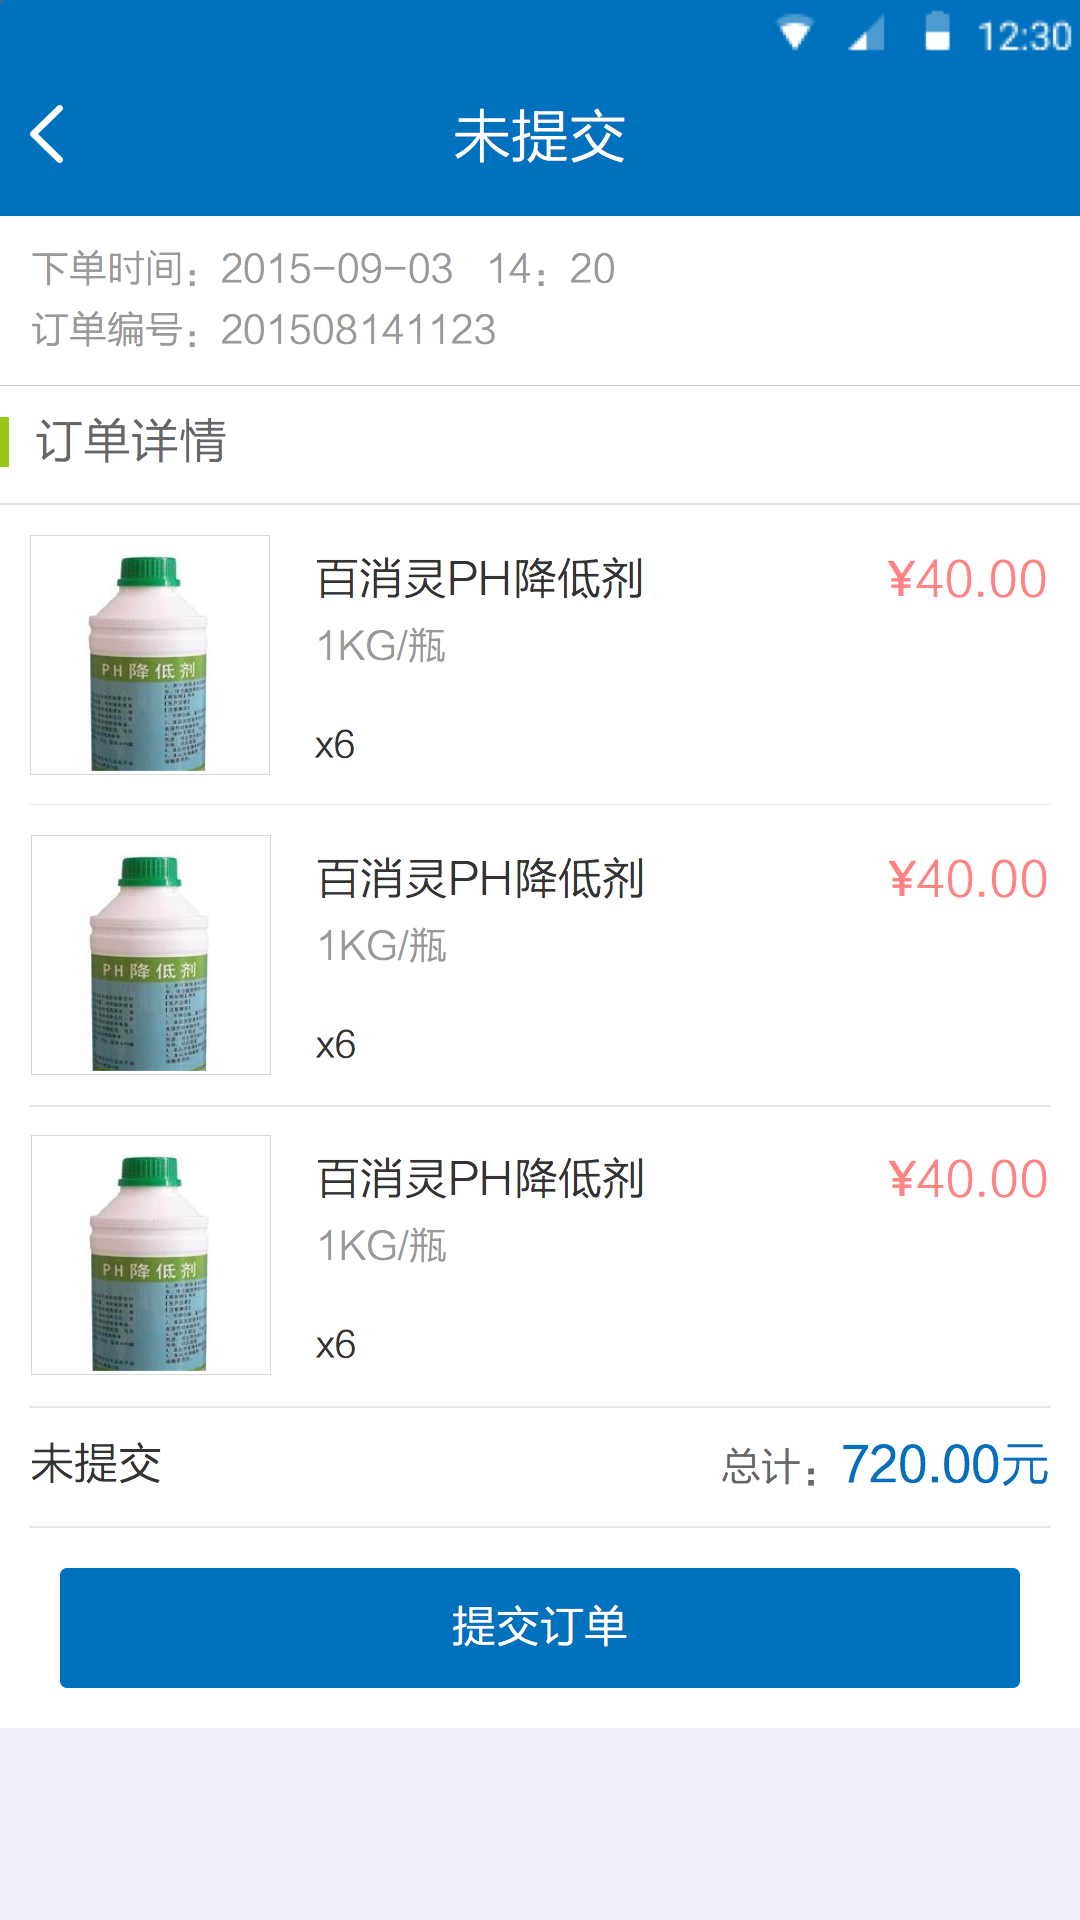 12:30
未提交
下单时间：2015-09-03 14：20
订单编号：201508141123
订单详情
PH降低剂
百消灵PH降低剂
¥40.00
1KG/瓶
x6
PH降低剂
百消灵PH降低剂
¥40.00
1KG/瓶
x6
PH降低剂
百消灵PH降低剂
¥40.00
1KG/瓶
x6
未提交
总计：720.00元
提交订单